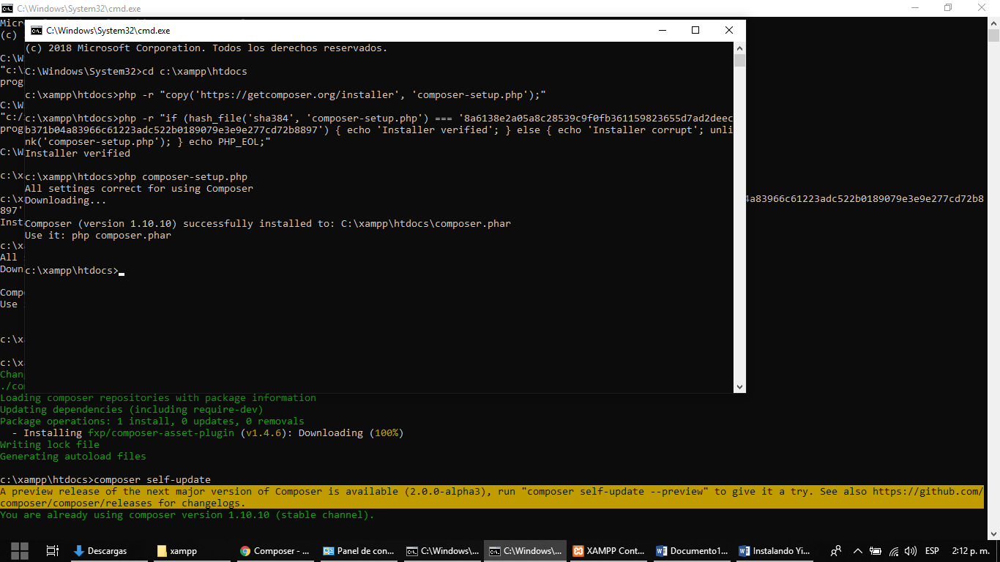 C:\Windows\System32\cmd.exe
Micr
(c)
C:\W
"c:\
prog
C:\W
"c:/
prog
C:\W
c:\x
c:\x
4a83966c61223adc522b0189079e3e9e277cd72b8
897'
Inst
c:\x
All
Down
Comp
Use
c:\x
c:\x
Chan
./co
C:\Windows\System32\cmd.exe
(c) 2018 Microsoft Corporation. Todos los derechos reservados.
C:\Windows\System32>cd c:\xampp\htdocs
c:\xampp\htdocs>php -r "copy('https://getcomposer.org/installer', 'composer-setup.php');"
c:\xampp\htdocs>php -r "if (hash_file('sha384', 'composer-setup.php') === '8a6138e2a05a8c28539c9f0fb361159823655d7ad2deec
b371b04a83966c61223adc522b0189079e3e9e277cd72b8897') { echo 'Installer verified'; } else { echo 'Installer corrupt'; unli
nk('composer-setup.php'); } echo PHP_EOL;"
Installer verified
c:\xampp\htdocs>php composer-setup.php
All settings correct for using Composer
Downloading...
Composer (version 1.10.10) successfully installed to: C:\xampp\htdocs\composer.phar
Use it: php composer.phar
c:\xampp\htdocs>
Loading composer repositories with package information
Updating dependencies (including require-dev)
Package operations: 1 install, 0 updates, 0 removals
- Installing fxp/composer-asset-plugin (v1.4.6): Downloading (100%)
Writing lock file
Generating autoload files
c:\xampp\htdocs>composer self-update
A preview release of the next major version of Composer is available (2.0.0-alpha3), run "composer self-update --preview" to give it a try. See also https://github.com/
composer/composer/releases for changelogs.
You are already using composer version 1.10.10 (stable channel).
Descargas
xampp
Composer - ...
Panel de con...
C:\Windows\...
C:\Windows\...
XAMPP Cont...
Documento1...
Instalando Yi...
ESP
2:12 p. m.